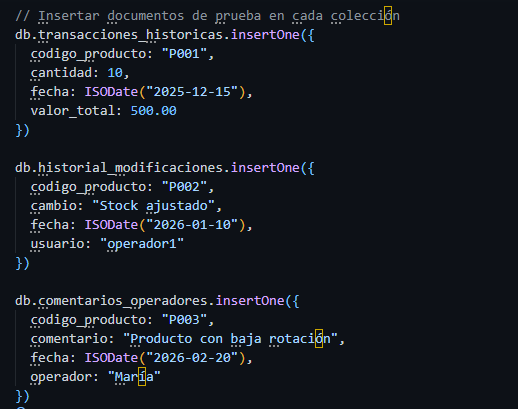 // Insertar documentos de prueba en cada colección
db.transacciones_historicas.insertOne({
  codigo_producto: "P001",
  cantidad: 10,
  fecha: ISODate("2025-12-15"),
  valor_total: 500.00
})

db.historial_modificaciones.insertOne({
  codigo_producto: "P002",
  cambio: "Stock ajustado",
  fecha: ISODate("2026-01-10"),
  usuario: "operador1"
})

db.comentarios_operadores.insertOne({
  codigo_producto: "P003",
  comentario: "Producto con baja rotación",
  fecha: ISODate("2026-02-20"),
  operador: "María"
})